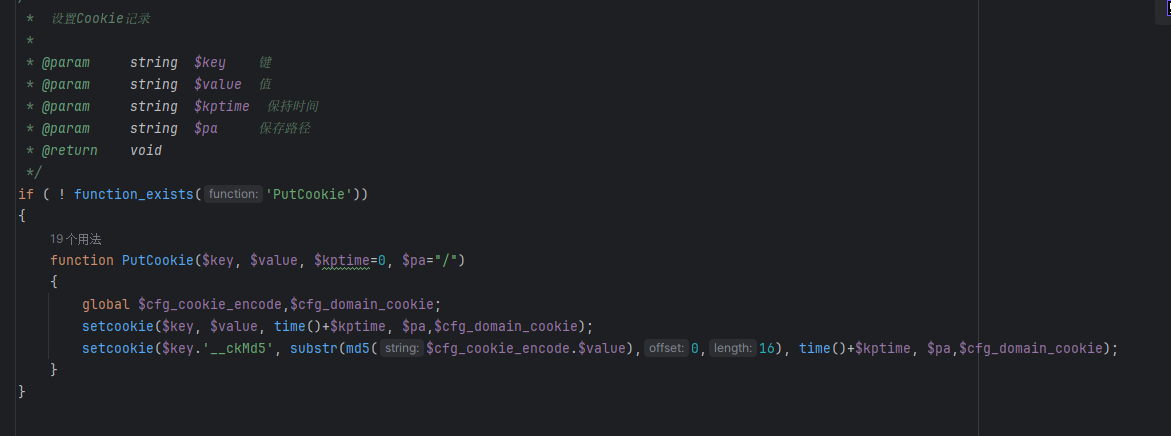 *  设置Cookie记录
*
* @param     string  $key    键
* @param     string  $value  值
* @param     string  $kptime  保持时间
* @param     string  $pa     保存路径
* @return    void
*/
if ( ! function_exists( function: 'PutCookie'))
{
19个用法
function PutCookie($key, $value, $kptime=0, $pa="/")
{
global $cfg_cookie_encode,$cfg_domain_cookie;
setcookie($key, $value, time()+$kptime, $pa,$cfg_domain_cookie);
setcookie($key.'__ckMd5', substr(md5( string: $cfg_cookie_encode.$value), offset: 0, length: 16), time()+$kptime, $pa,$cfg_domain_cookie);
}
}